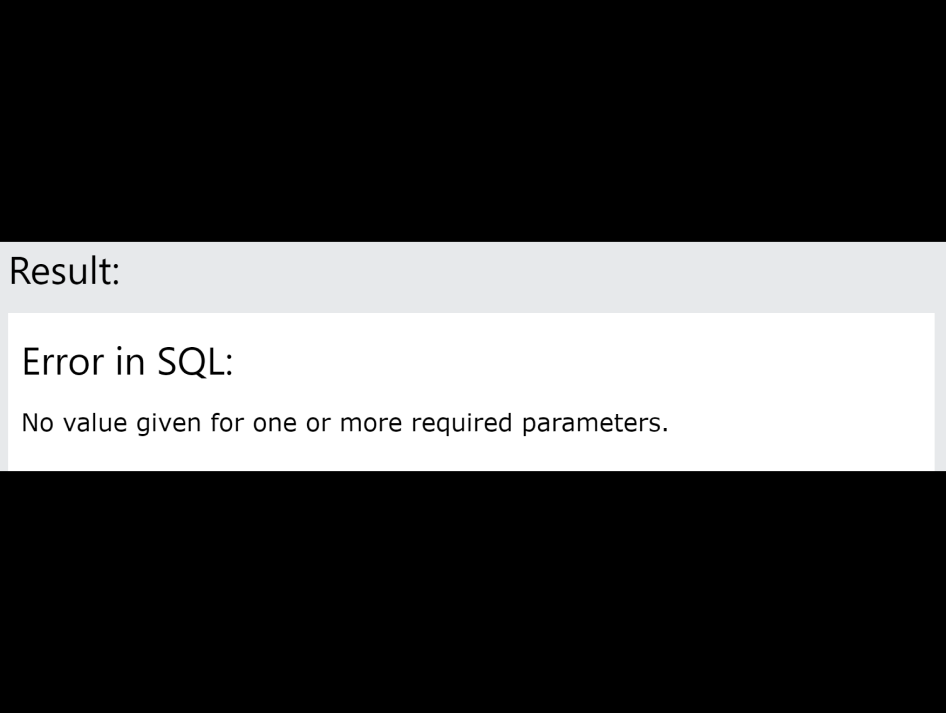 Result:
Error in SQL:
No value given for one or more required parameters.